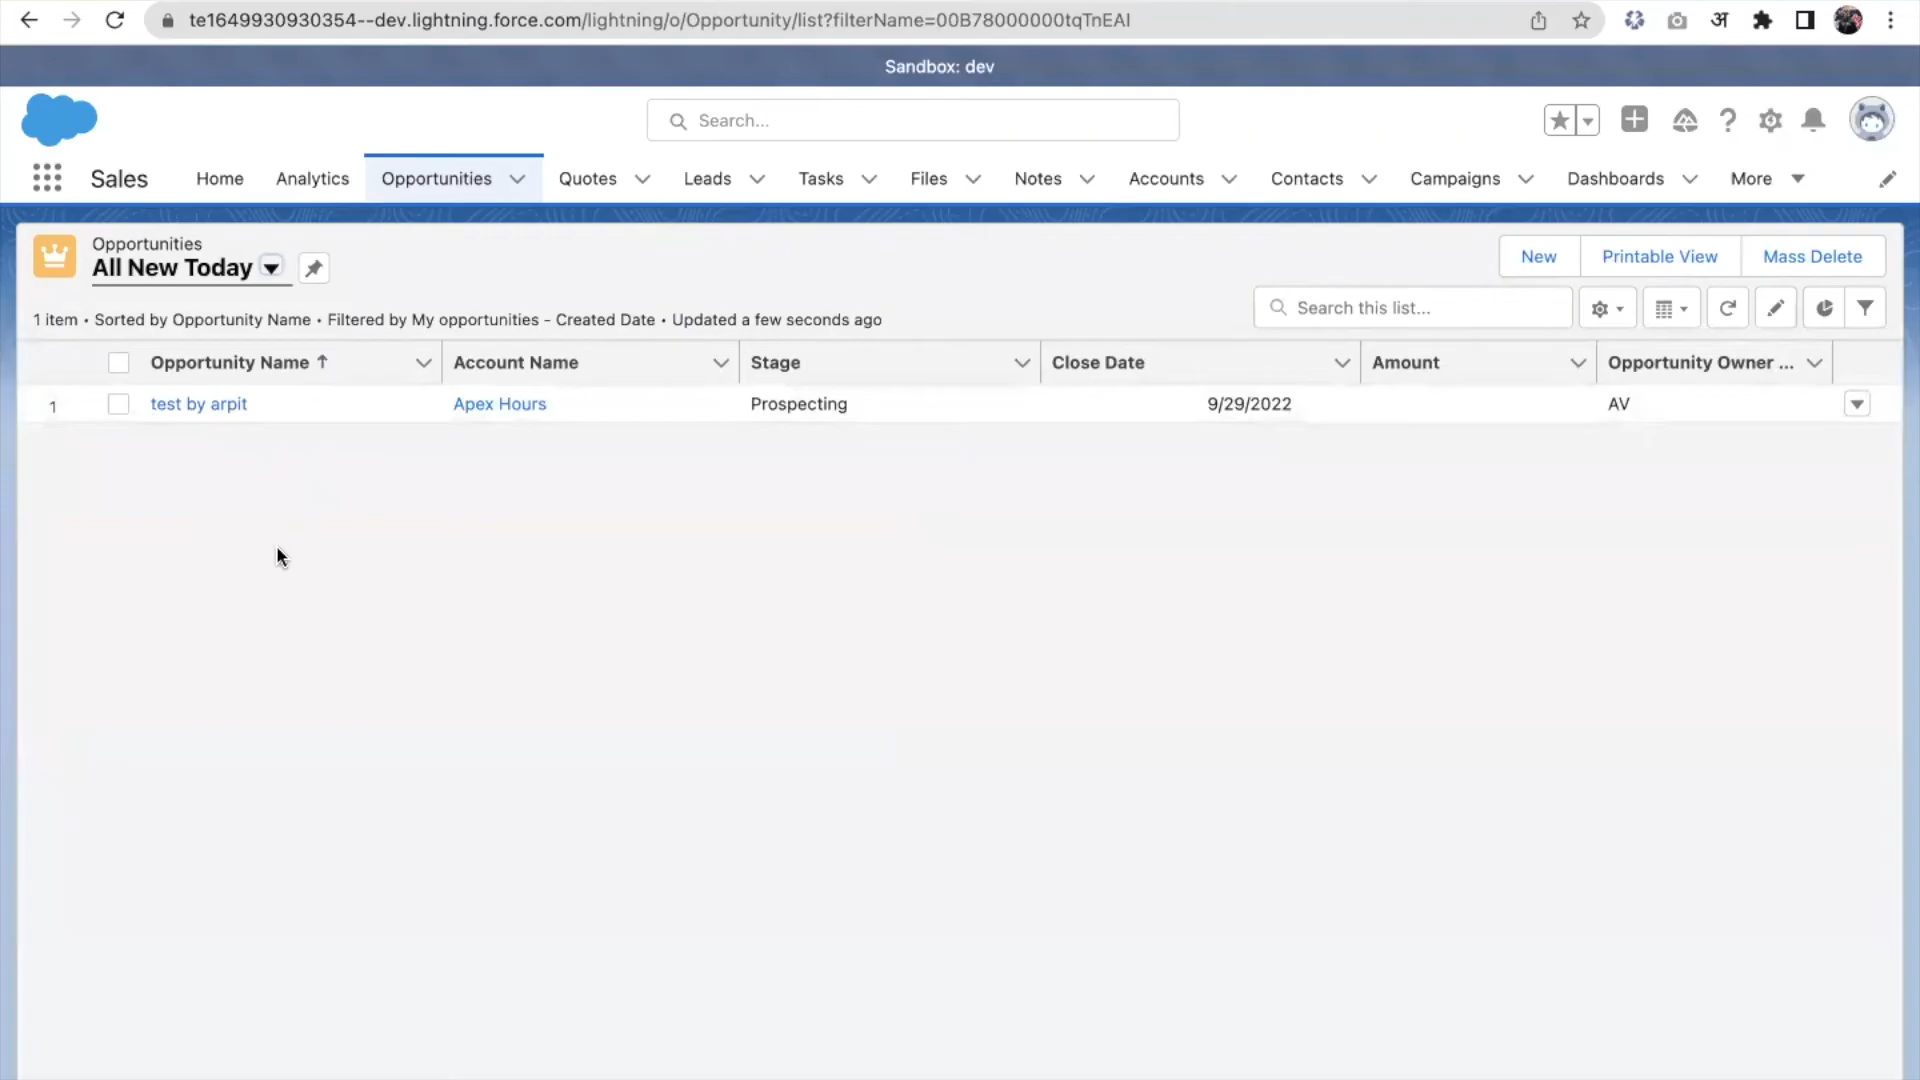 te1649930930354--dev.lightning.force.com/lightning/o/Opportunity/list?filterName=00B78000000tqTnEAI
अ
Sandbox: dev
Search...
Sales Home Analytics Opportunities Quotes Leads Tasks Files Notes Accounts Contacts Campaigns Dashboards More
Opportunities
All New Today
New Printable View Mass Delete
1 item • Sorted by Opportunity Name • Filtered by My opportunities - Created Date • Updated a few seconds ago
Search this list...
Opportunity Name ↑ Account Name Stage Close Date Amount Opportunity Owner ...
1 test by arpit Apex Hours Prospecting 9/29/2022 AV